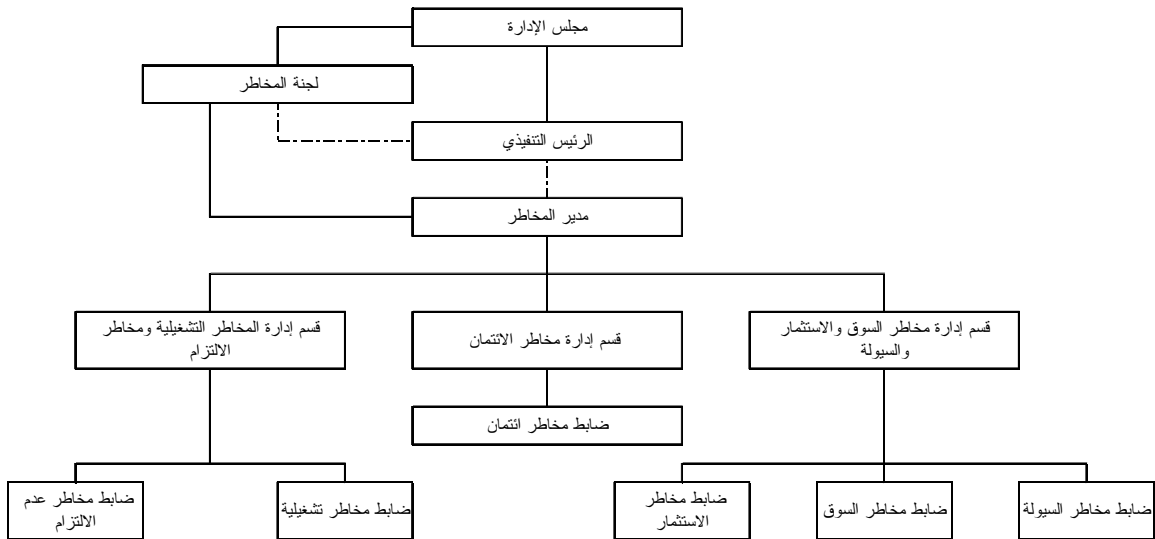 مجلس الإدارة
لجنة المخاطر
الرئيس التنفيذي
مدير المخاطر
قسم إدارة مخاطر السوق والاستثمار
والسيولة
قسم إدارة مخاطر الائتمان
قسم إدارة المخاطر التشغيلية ومخاطر
الالتزام
ضابط مخاطر ائتمان
ضابط مخاطر السيولة
ضابط مخاطر السوق
ضابط مخاطر
الاستثمار
ضابط مخاطر تشغيلية
ضابط مخاطر عدم
الالتزام